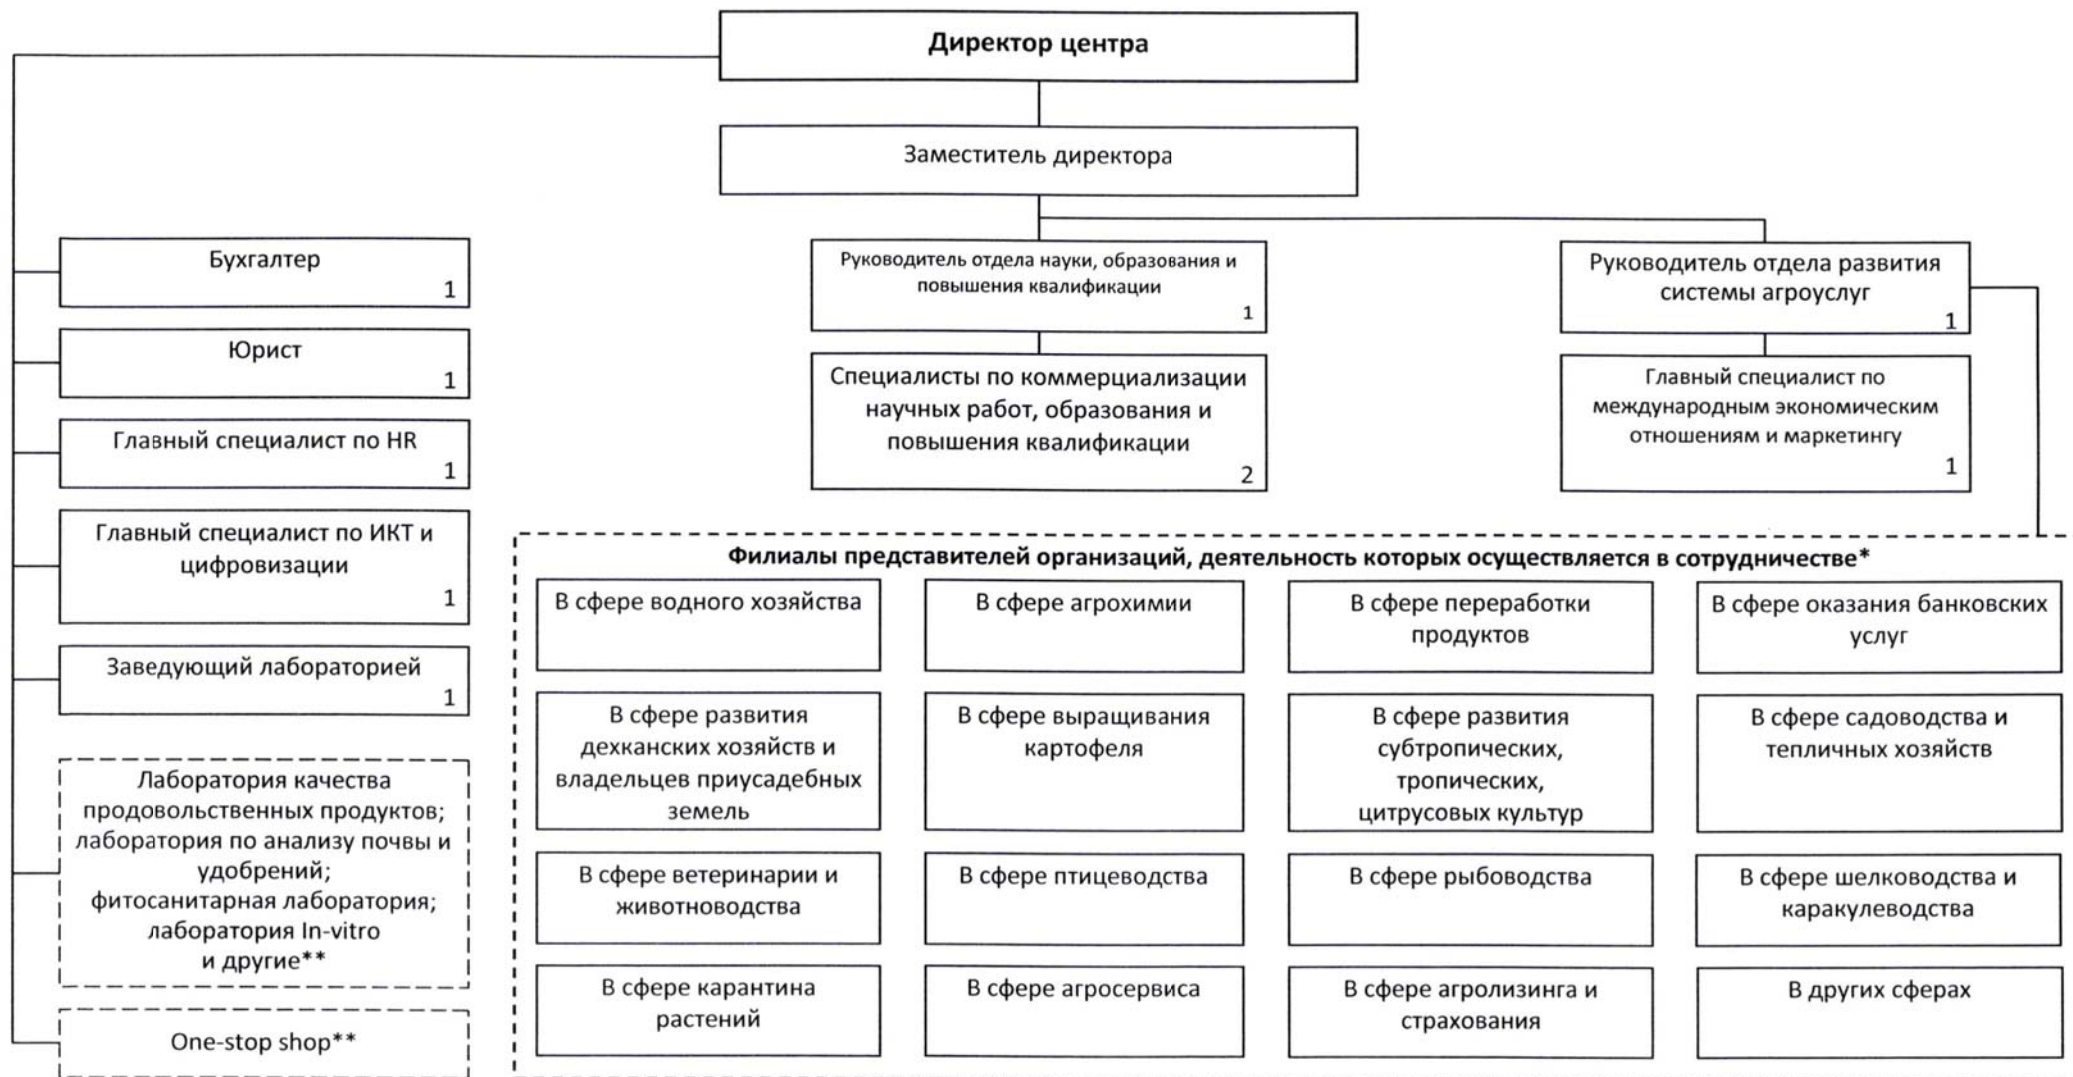 Директор центра
Заместитель директора
Бухгалтер
1
Юрист
1
Главный специалист по HR
1
Главный специалист по ИКТ и
цифровизации
1
Заведующий лабораторией
1
Лаборатория качества
продовольственных продуктов;
лаборатория по анализу почвы и
удобрений;
фитосанитарная лаборатория;
лаборатория In-vitro
и другие**
One-stop shop**
Руководитель отдела науки, образования и
повышения квалификации
1
Специалисты по коммерциализации
научных работ, образования и
повышения квалификации
2
Руководитель отдела развития
системы агроуслуг
1
Главный специалист по
международным экономическим
отношениям и маркетингу
1
Филиалы представителей организаций, деятельность которых осуществляется в сотрудничестве*
В сфере водного хозяйства
В сфере агрохимии
В сфере переработки
продуктов
В сфере оказания банковских
услуг
В сфере развития
дехканских хозяйств и
владельцев приусадебных
земель
В сфере выращивания
картофеля
В сфере развития
субтропических,
тропических,
цитрусовых культур
В сфере садоводства и
тепличных хозяйств
В сфере ветеринарии и
животноводства
В сфере птицеводства
В сфере рыбоводства
В сфере шелководства и
каракулеводства
В сфере карантина
растений
В сфере агросервиса
В сфере агролизинга и
страхования
В других сферах